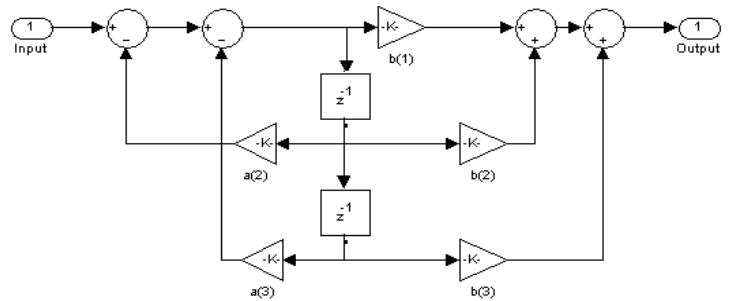 1
Input
+
−
+
−
-K-
b(1)
+
+
+
+
1
Output
z-1
-K-
a(2)
-K-
b(2)
z-1
-K-
a(3)
-K-
b(3)